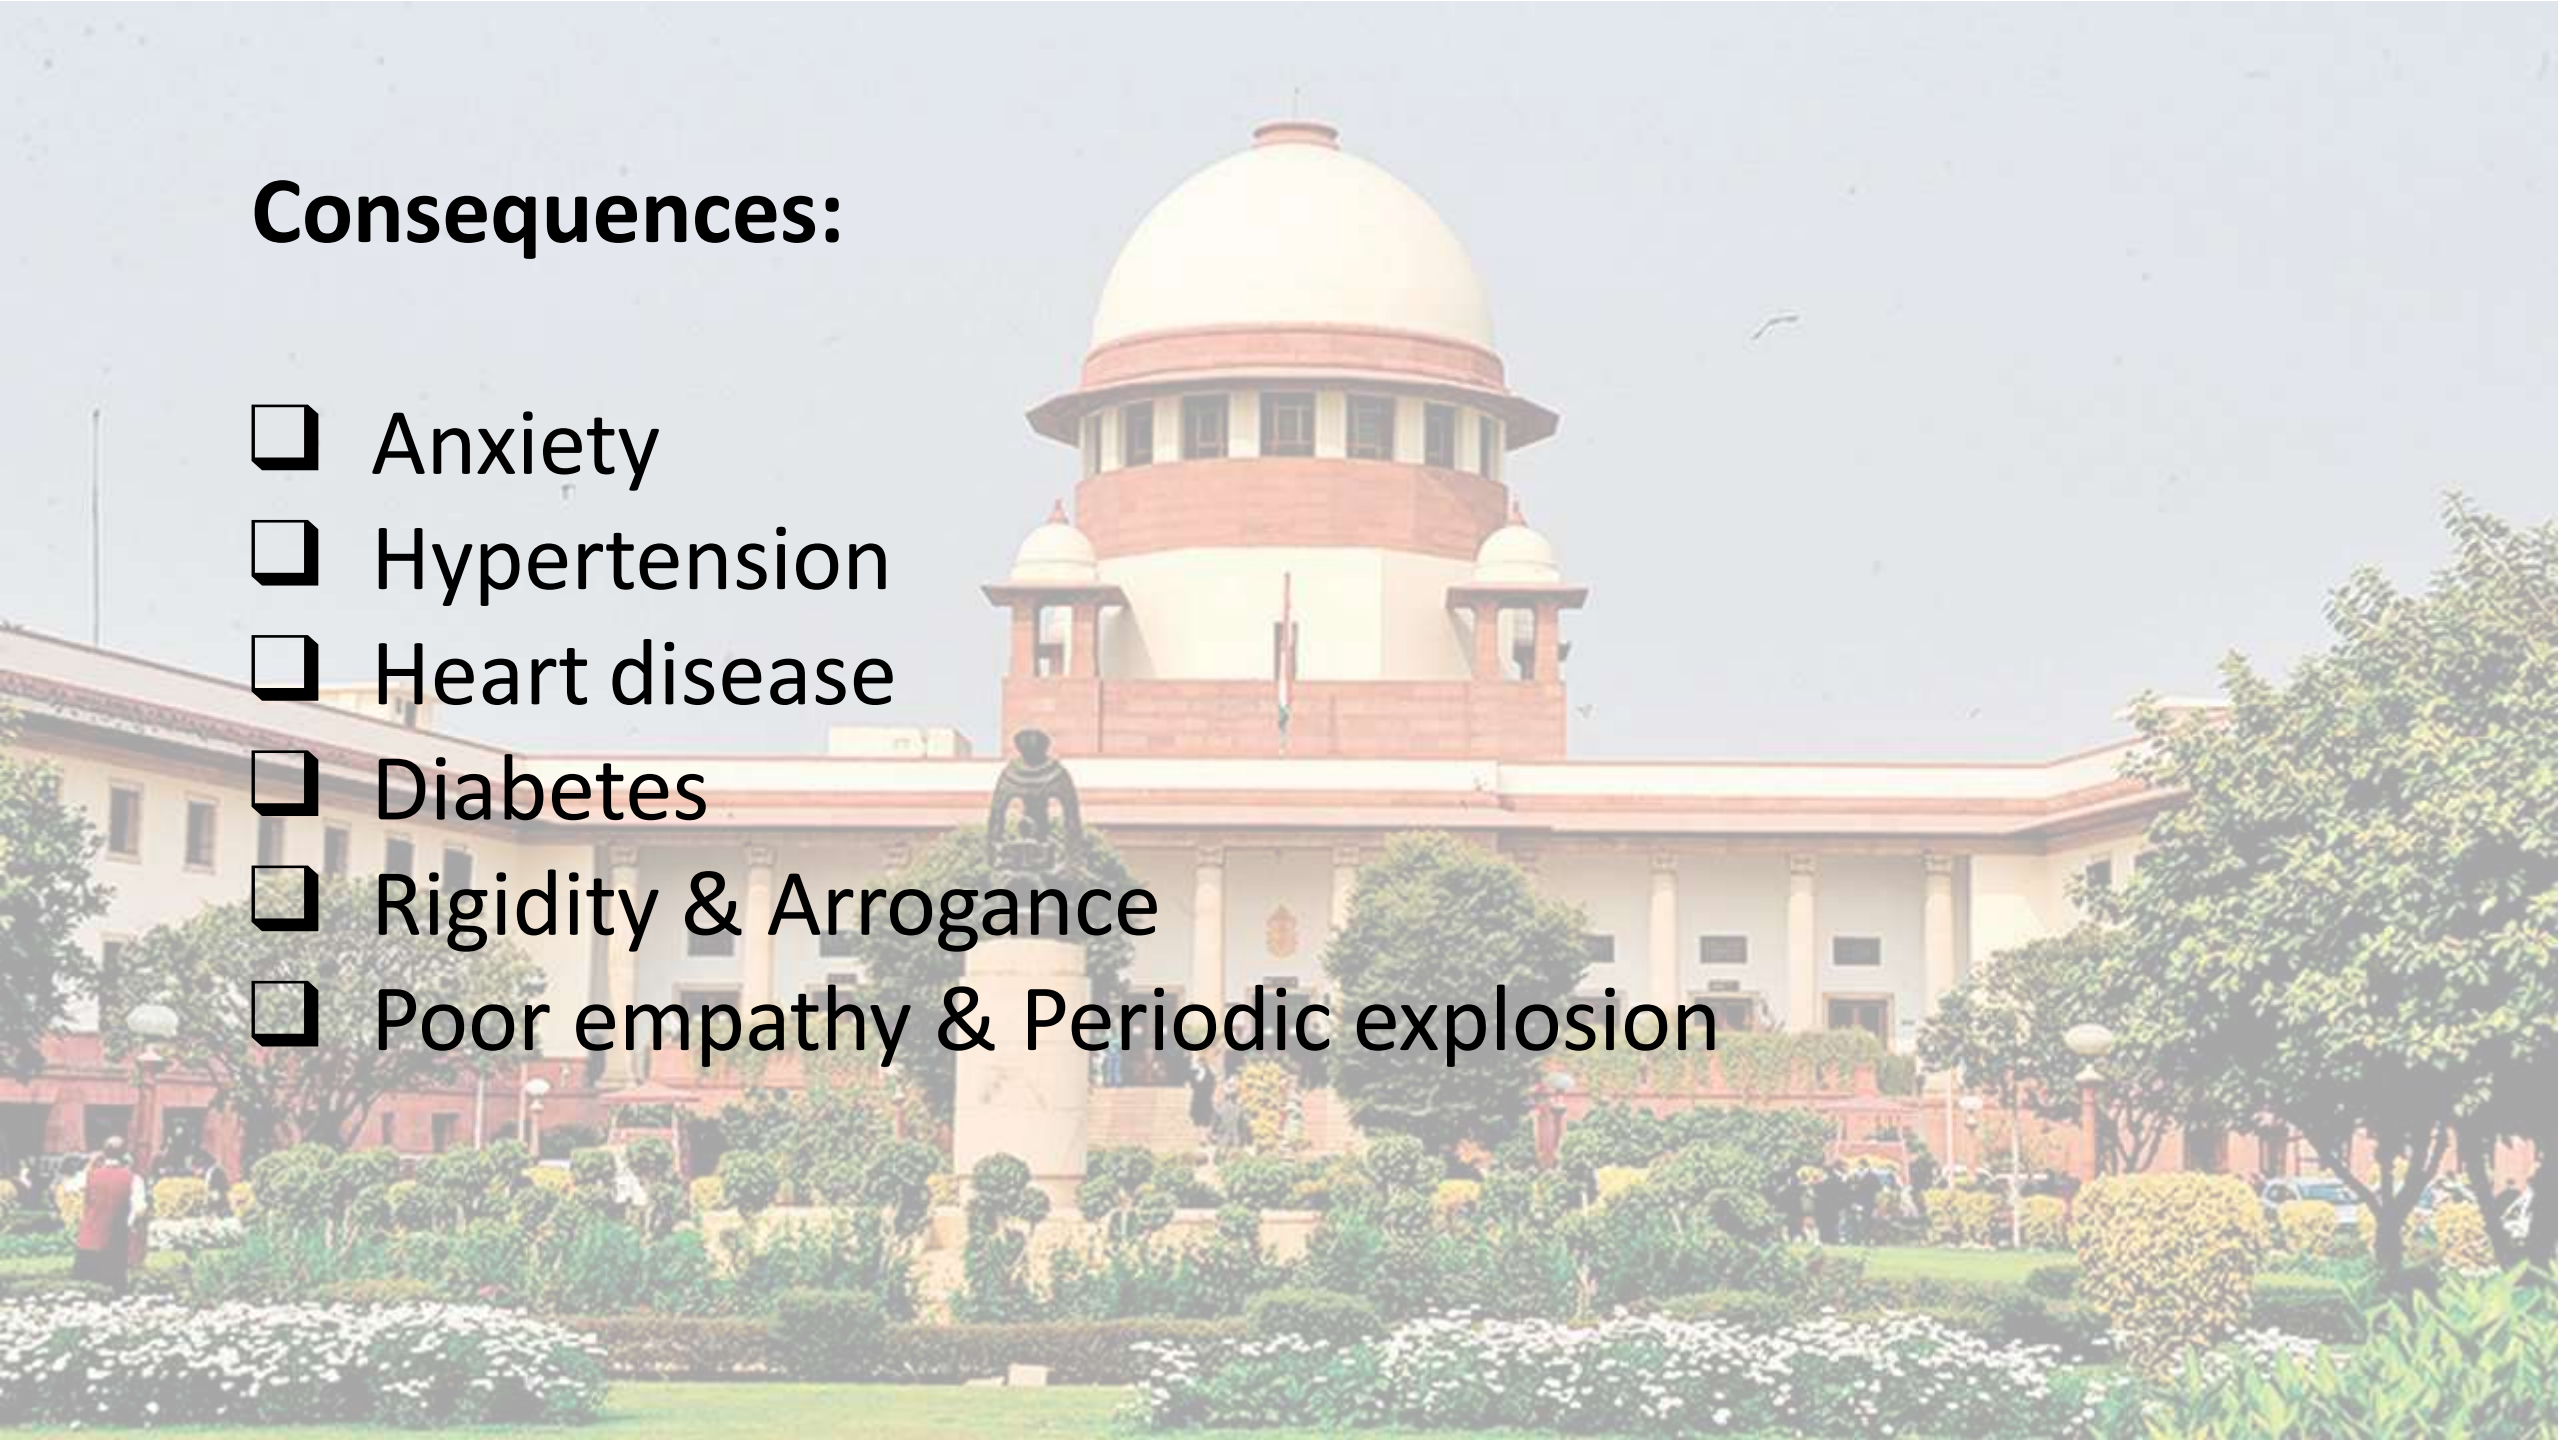 Consequences:
❑ Anxiety
❑ Hypertension
❑ Heart disease
❑ Diabetes
❑ Rigidity & Arrogance
❑ Poor empathy & Periodic explosion